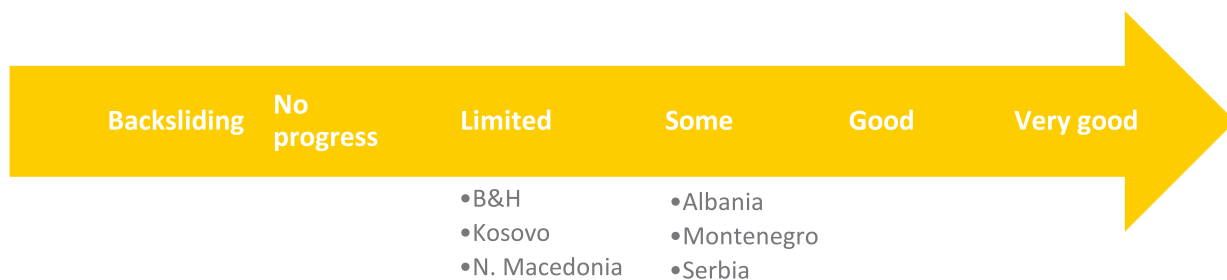 Backsliding
No
progress
Limited
Some
Good
Very good
•B&H
•Kosovo
•N. Macedonia
•Albania
•Montenegro
•Serbia